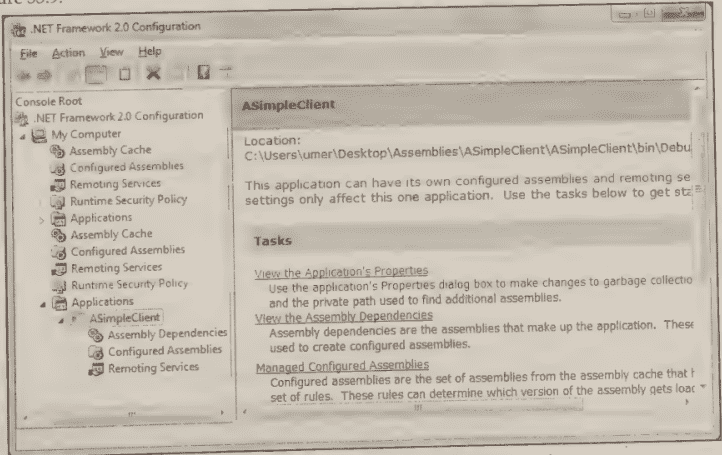 .NET Framework 2.0 Configuration
File Action View Help
Console Root
.NET Framework 2.0 Configuration
My Computer
Assembly Cache
Configured Assemblies
Remoting Services
Runtime Security Policy
Applications
Assembly Cache
Configured Assemblies
Remoting Services
Runtime Security Policy
Applications
ASimpleClient
Assembly Dependencies
Configured Assemblies
Remoting Services
ASimpleClient
Location:
C:\Users\umer\Desktop\Assemblies\ASimpleClient\ASimpleClient\bin\Debu
This application can have its own configured assemblies and remoting se
settings only affect this one application. Use the tasks below to get sta
Tasks
View the Application's Properties
Use the application's Properties dialog box to make changes to garbage collectio
and the private path used to find additional assemblies.
View the Assembly Dependencies
Assembly dependencies are the assemblies that make up the application. These
used to create configured assemblies.
Managed Configured Assemblies
Configured assemblies are the set of assemblies from the assembly cache that h
set of rules. These rules can determine which version of the assembly gets load